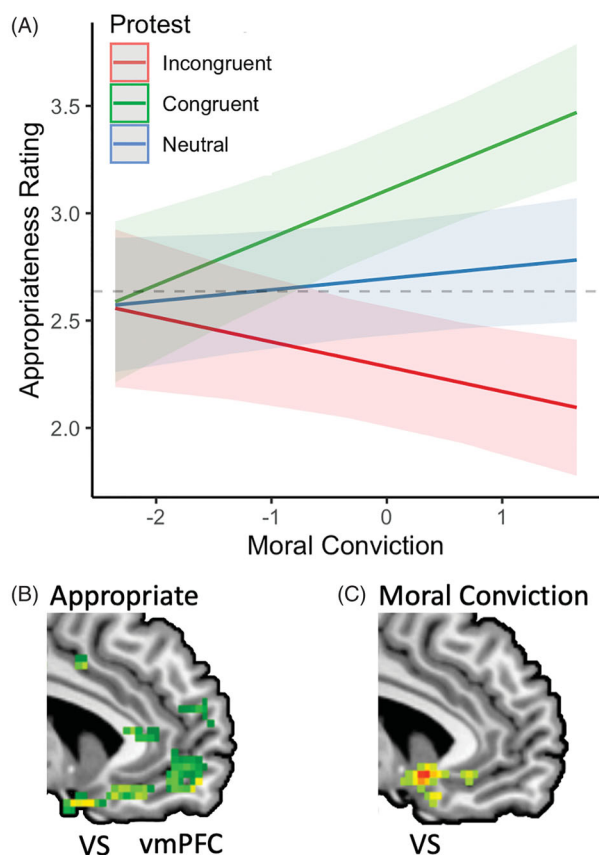 (A)
Protest
Incongruent
Congruent
Neutral
Appropriateness Rating
3.5
3.0
2.5
2.0
-2 -1 0 1
Moral Conviction
(B) Appropriate
VS vmPFC
(C) Moral Conviction
VS